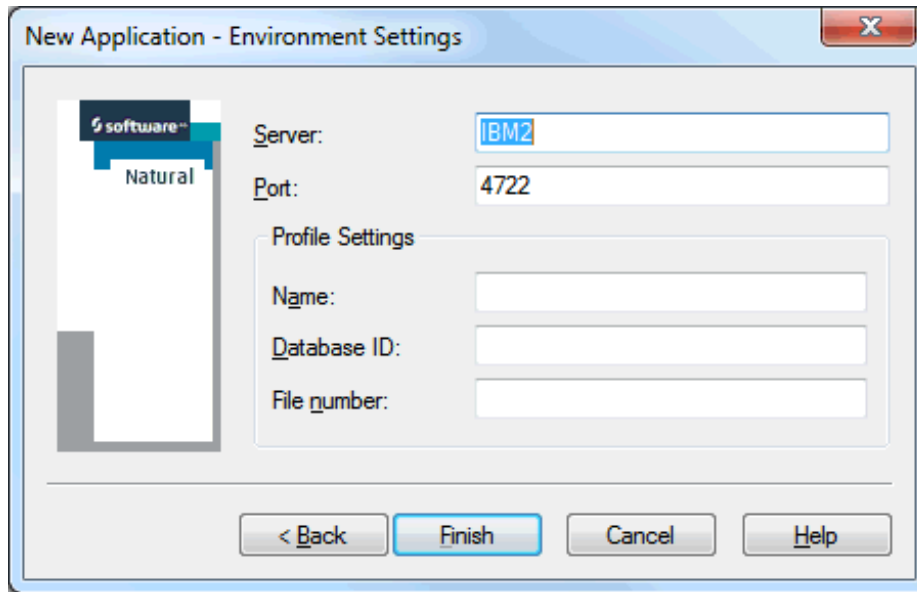 New Application - Environment Settings
software
Natural
Server: IBM2
Port: 4722
Profile Settings
Name:
Database ID:
File number:
< Back Finish Cancel Help